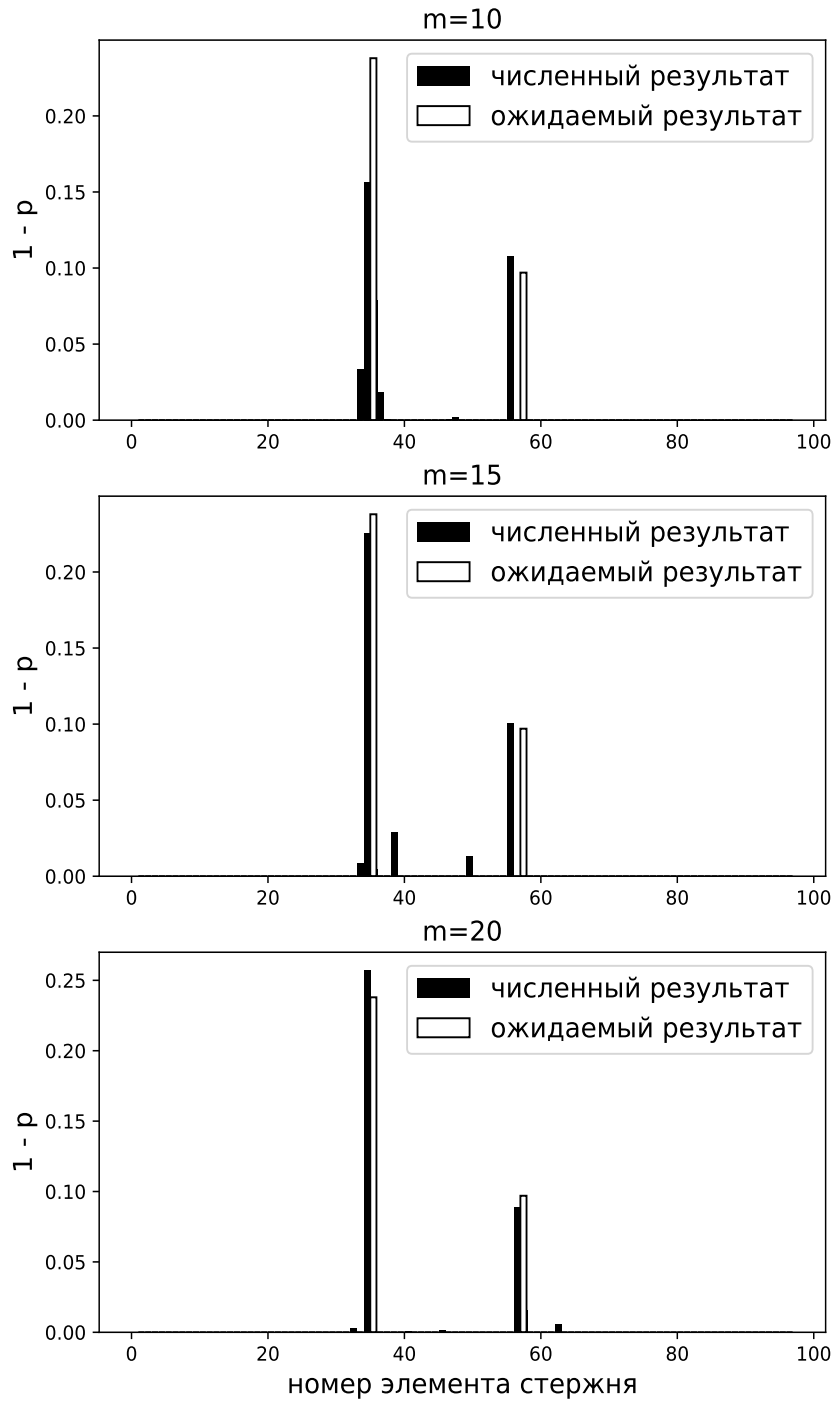 m=10
численный результат
ожидаемый результат
0.20
0.15
0.10
0.05
0.00
1 - p
0 20 40 60 80 100
m=15
численный результат
ожидаемый результат
0.20
0.15
0.10
0.05
0.00
1 - p
0 20 40 60 80 100
m=20
численный результат
ожидаемый результат
0.25
0.20
0.15
0.10
0.05
0.00
1 - p
0 20 40 60 80 100
номер элемента стержня